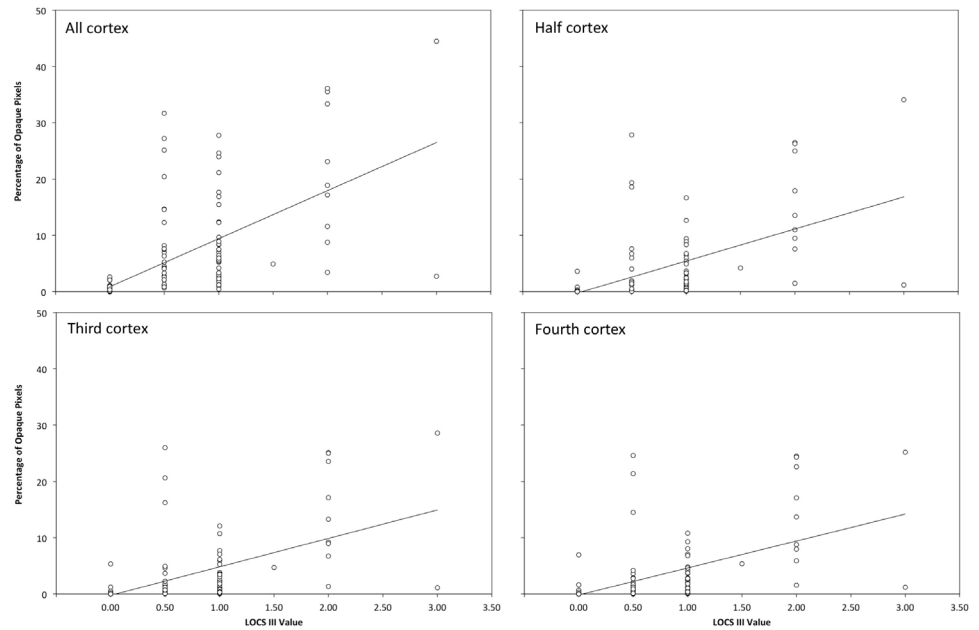 All cortex
Half cortex
50
40
30
20
10
0
Percentage of Opaque Pixels
Third cortex
Fourth cortex
50
40
30
20
10
0
Percentage of Opaque Pixels
0.00 0.50 1.00 1.50 2.00 2.50 3.00 3.50
LOCS III Value
0.00 0.50 1.00 1.50 2.00 2.50 3.00 3.50
LOCS III Value